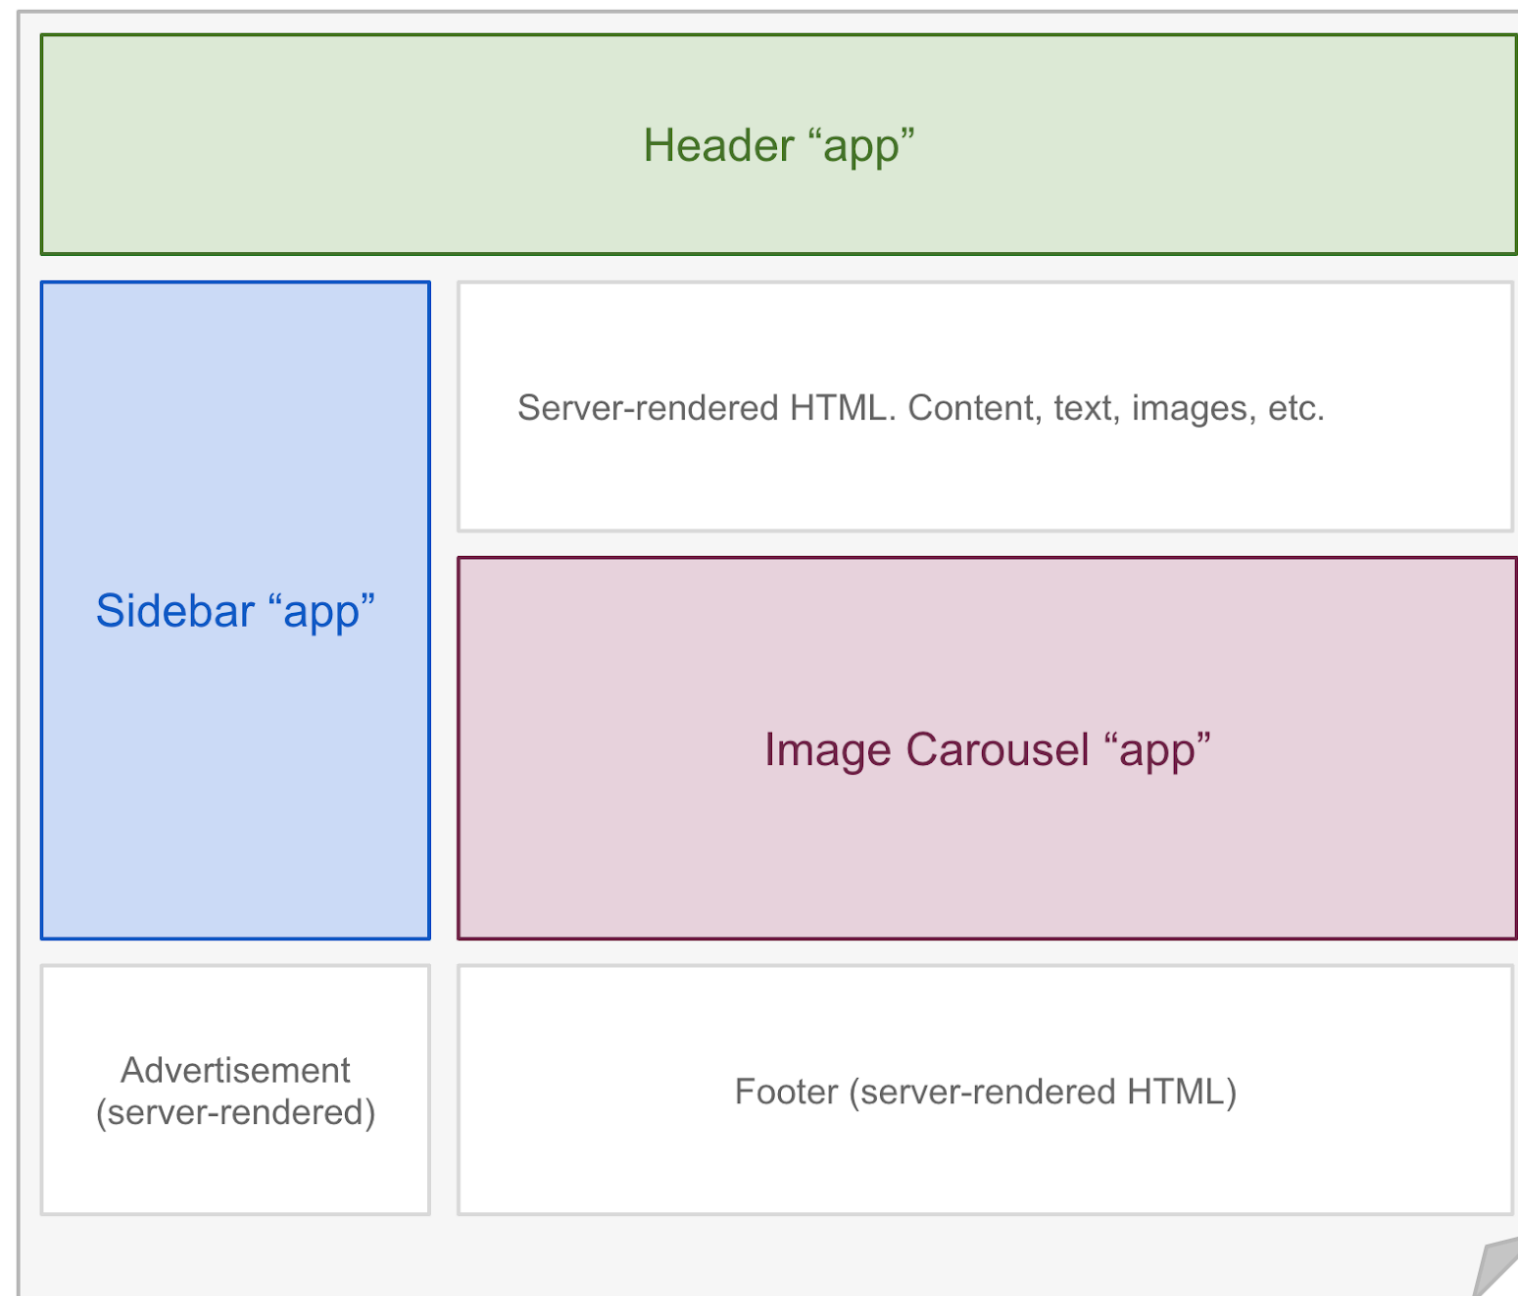 Header “app”
Server-rendered HTML. Content, text, images, etc.
Sidebar “app”
Image Carousel “app”
Advertisement
(server-rendered)
Footer (server-rendered HTML)